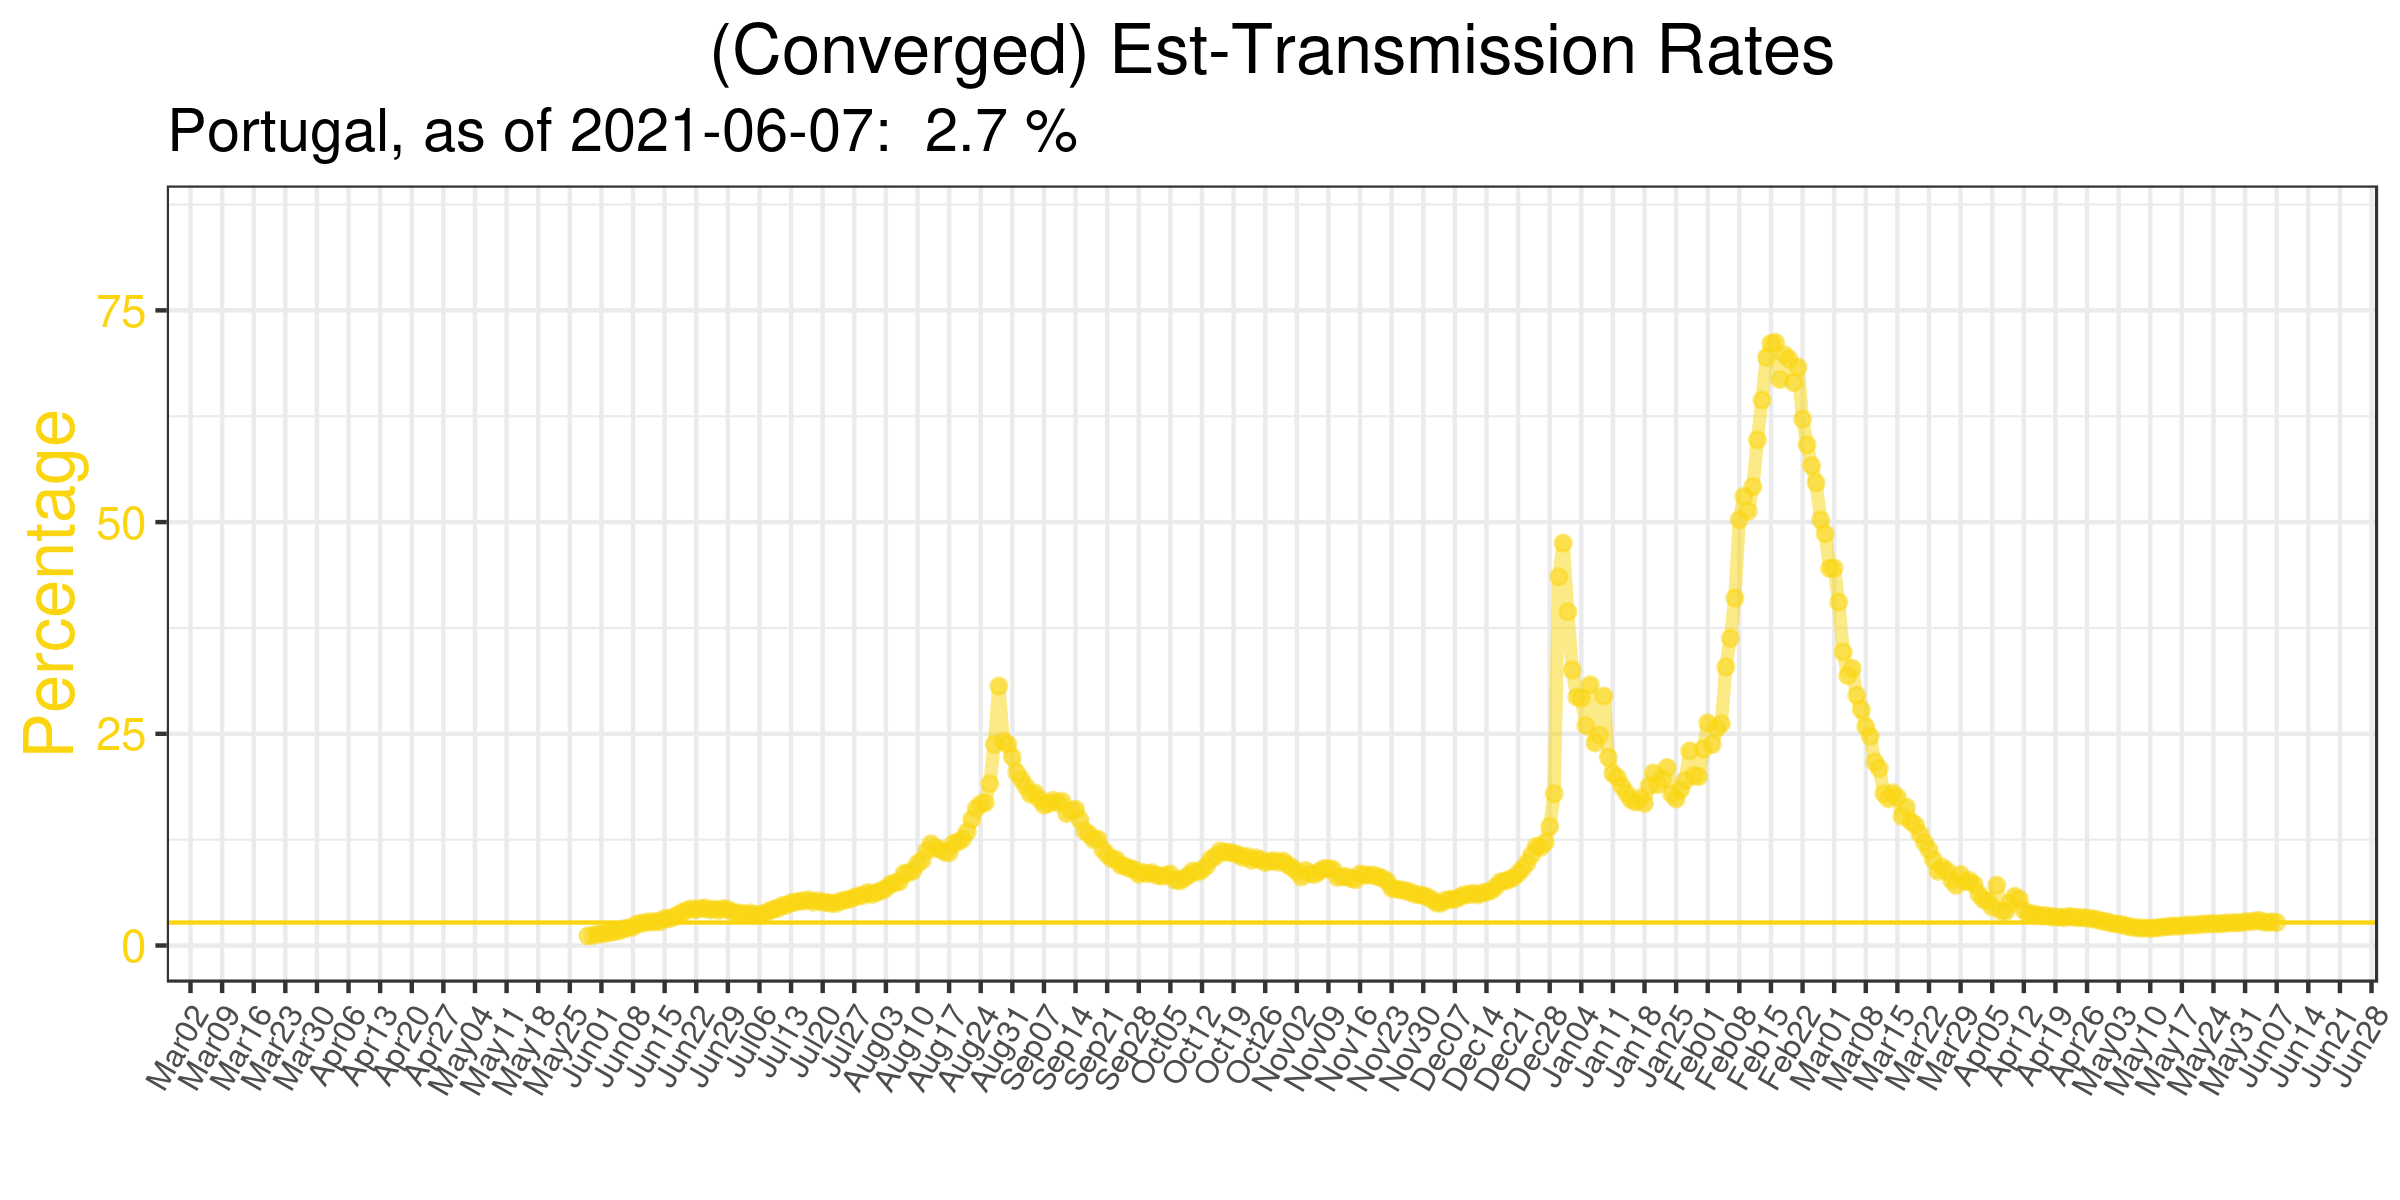 (Converged) Est-Transmission Rates
Portugal, as of 2021-06-07:  2.7 %
Percentage
75
50
25
0
Mar02
Mar09
Mar16
Mar23
Mar30
Apr06
Apr13
Apr20
Apr27
May04
May11
May18
May25
Jun01
Jun08
Jun15
Jun22
Jun29
Jul06
Jul13
Jul20
Jul27
Aug03
Aug10
Aug17
Aug24
Aug31
Sep07
Sep14
Sep21
Sep28
Oct05
Oct12
Oct19
Oct26
Nov02
Nov09
Nov16
Nov23
Nov30
Dec07
Dec14
Dec21
Dec28
Jan04
Jan11
Jan18
Jan25
Feb01
Feb08
Feb15
Feb22
Mar01
Mar08
Mar15
Mar22
Mar29
Apr05
Apr12
Apr19
Apr26
May03
May10
May17
May24
May31
Jun07
Jun14
Jun21
Jun28